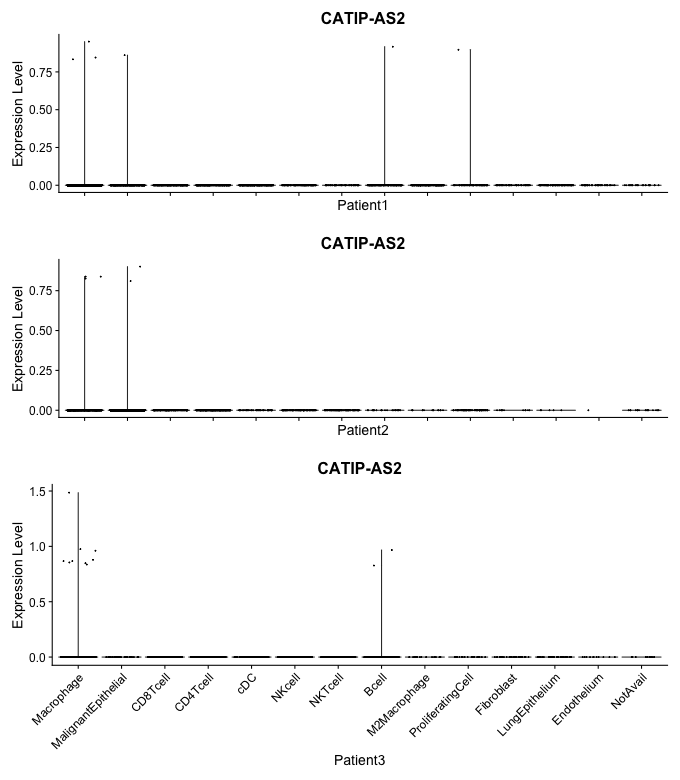 CATIP-AS2
Expression Level
0.75
0.50
0.25
0.00
Patient1
CATIP-AS2
Expression Level
0.75
0.50
0.25
0.00
Patient2
CATIP-AS2
Expression Level
1.5
1.0
0.5
0.0
Macrophage
MalignantEpithelial
CD8Tcell
CD4Tcell
cDC
NKcell
NKTcell
Bcell
M2Macrophage
ProliferatingCell
Fibroblast
LungEpithelium
Endothelium
NotAvail
Patient3